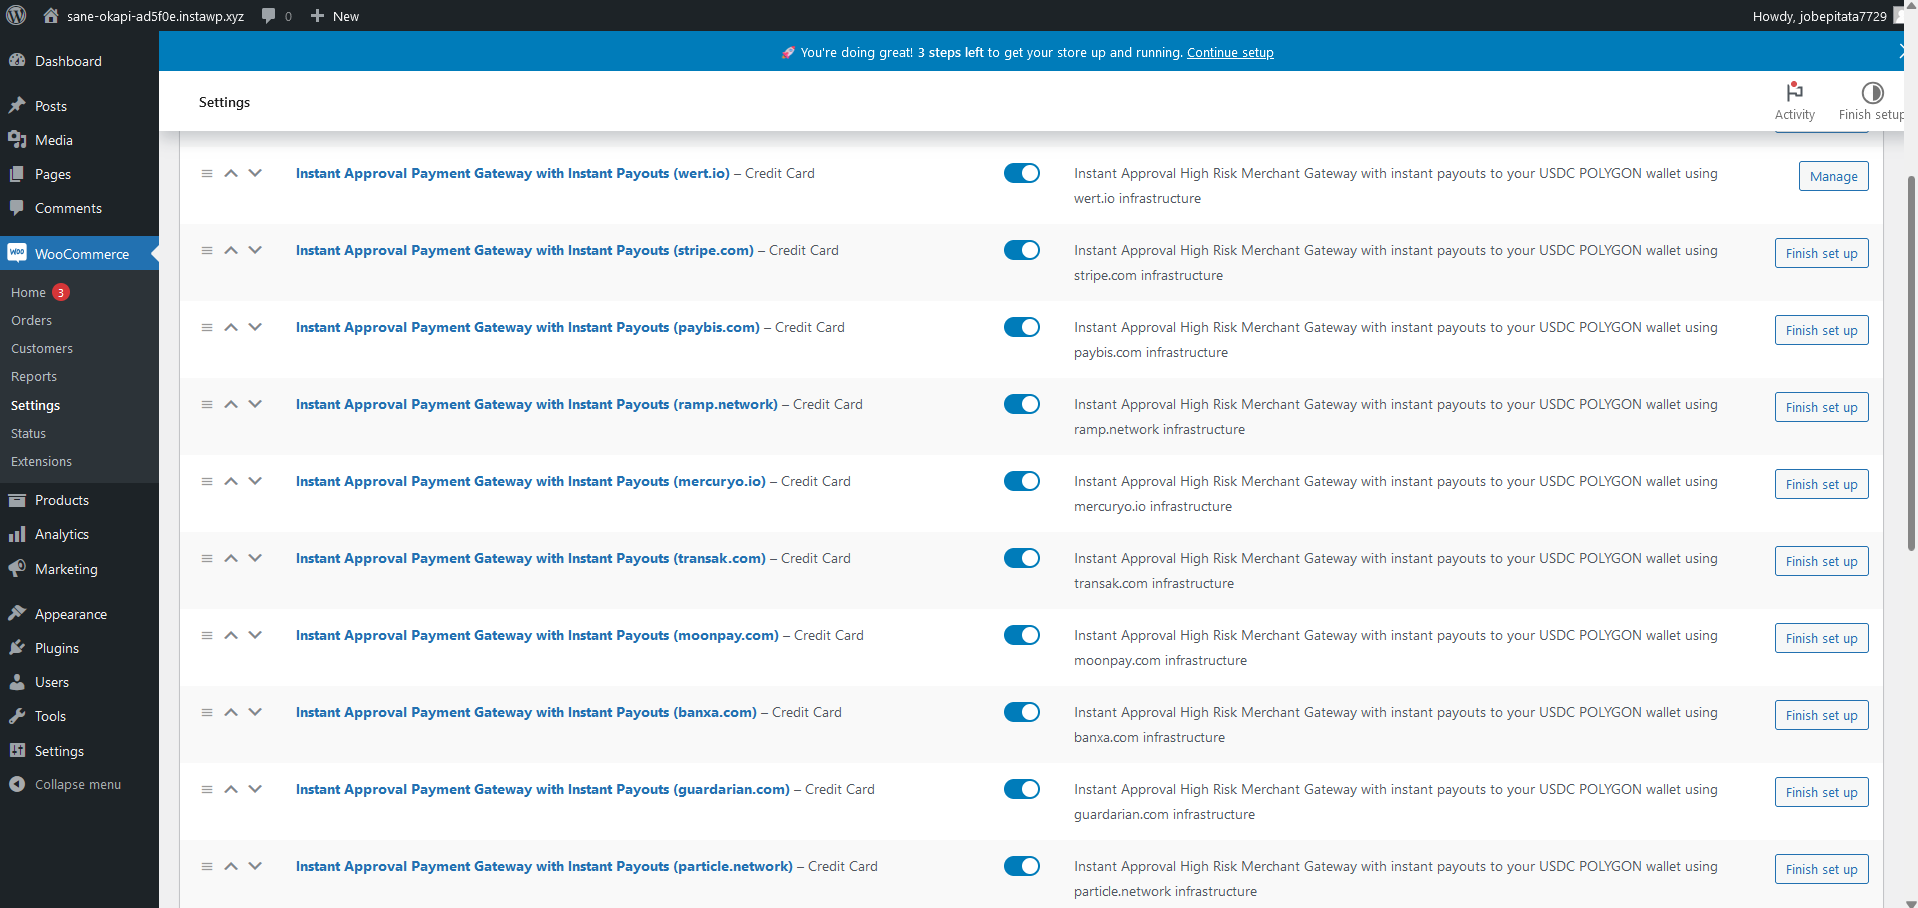 sane-okapi-ad5f0e.instawp.xyz
0
New
Howdy, jobepitata7729
🚀 You're doing great! 3 steps left to get your store up and running. Continue setup
Settings
Activity
Finish setup
Dashboard
Posts
Media
Pages
Comments
WooCommerce
Home 3
Orders
Customers
Reports
Settings
Status
Extensions
Products
Analytics
Marketing
Appearance
Plugins
Users
Tools
Settings
Collapse menu
Instant Approval Payment Gateway with Instant Payouts (wert.io) – Credit Card
Instant Approval High Risk Merchant Gateway with instant payouts to your USDC POLYGON wallet using
wert.io infrastructure
Manage
Instant Approval Payment Gateway with Instant Payouts (stripe.com) – Credit Card
Instant Approval High Risk Merchant Gateway with instant payouts to your USDC POLYGON wallet using
stripe.com infrastructure
Finish set up
Instant Approval Payment Gateway with Instant Payouts (paybis.com) – Credit Card
Instant Approval High Risk Merchant Gateway with instant payouts to your USDC POLYGON wallet using
paybis.com infrastructure
Finish set up
Instant Approval Payment Gateway with Instant Payouts (ramp.network) – Credit Card
Instant Approval High Risk Merchant Gateway with instant payouts to your USDC POLYGON wallet using
ramp.network infrastructure
Finish set up
Instant Approval Payment Gateway with Instant Payouts (mercuryo.io) – Credit Card
Instant Approval High Risk Merchant Gateway with instant payouts to your USDC POLYGON wallet using
mercuryo.io infrastructure
Finish set up
Instant Approval Payment Gateway with Instant Payouts (transak.com) – Credit Card
Instant Approval High Risk Merchant Gateway with instant payouts to your USDC POLYGON wallet using
transak.com infrastructure
Finish set up
Instant Approval Payment Gateway with Instant Payouts (moonpay.com) – Credit Card
Instant Approval High Risk Merchant Gateway with instant payouts to your USDC POLYGON wallet using
moonpay.com infrastructure
Finish set up
Instant Approval Payment Gateway with Instant Payouts (banxa.com) – Credit Card
Instant Approval High Risk Merchant Gateway with instant payouts to your USDC POLYGON wallet using
banxa.com infrastructure
Finish set up
Instant Approval Payment Gateway with Instant Payouts (guardarian.com) – Credit Card
Instant Approval High Risk Merchant Gateway with instant payouts to your USDC POLYGON wallet using
guardarian.com infrastructure
Finish set up
Instant Approval Payment Gateway with Instant Payouts (particle.network) – Credit Card
Instant Approval High Risk Merchant Gateway with instant payouts to your USDC POLYGON wallet using
particle.network infrastructure
Finish set up